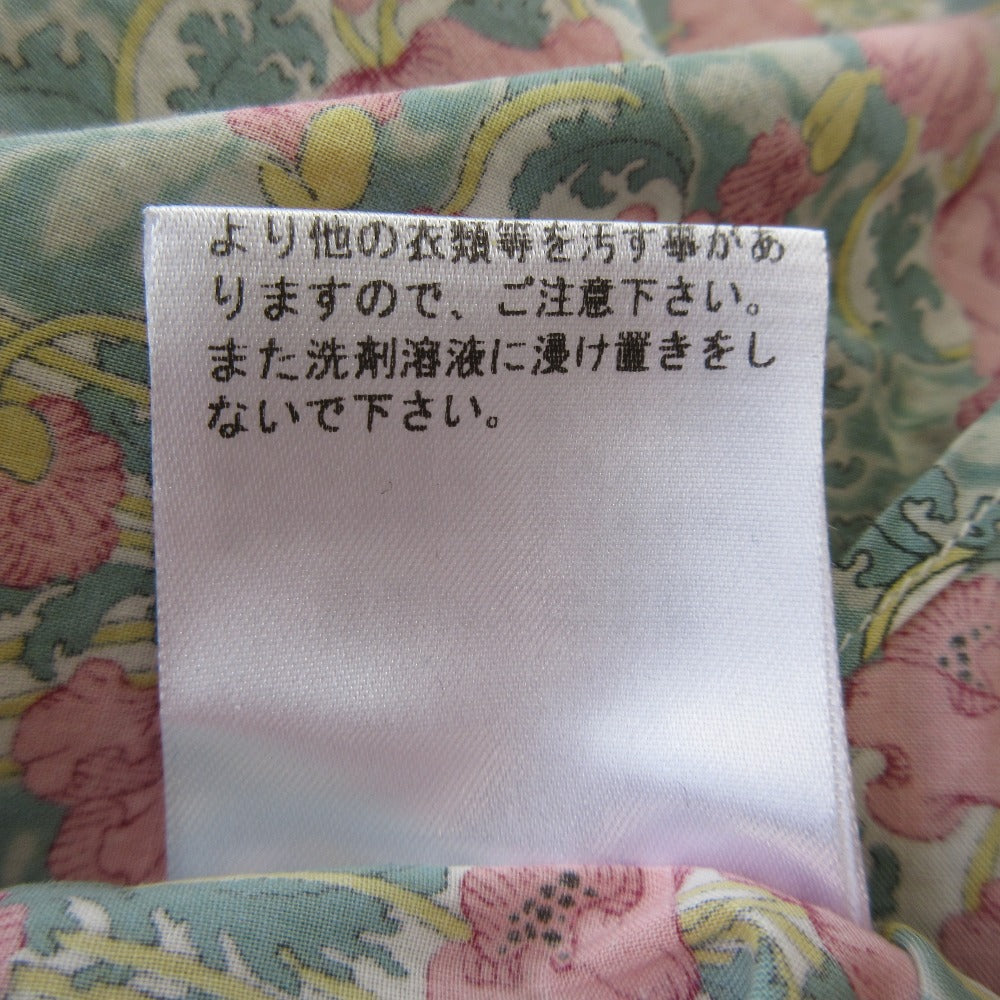 より他の衣類等を汚す事があ
りますので、ご注意下さい。
また洗剤溶液に浸け置きをし
ないで下さい。